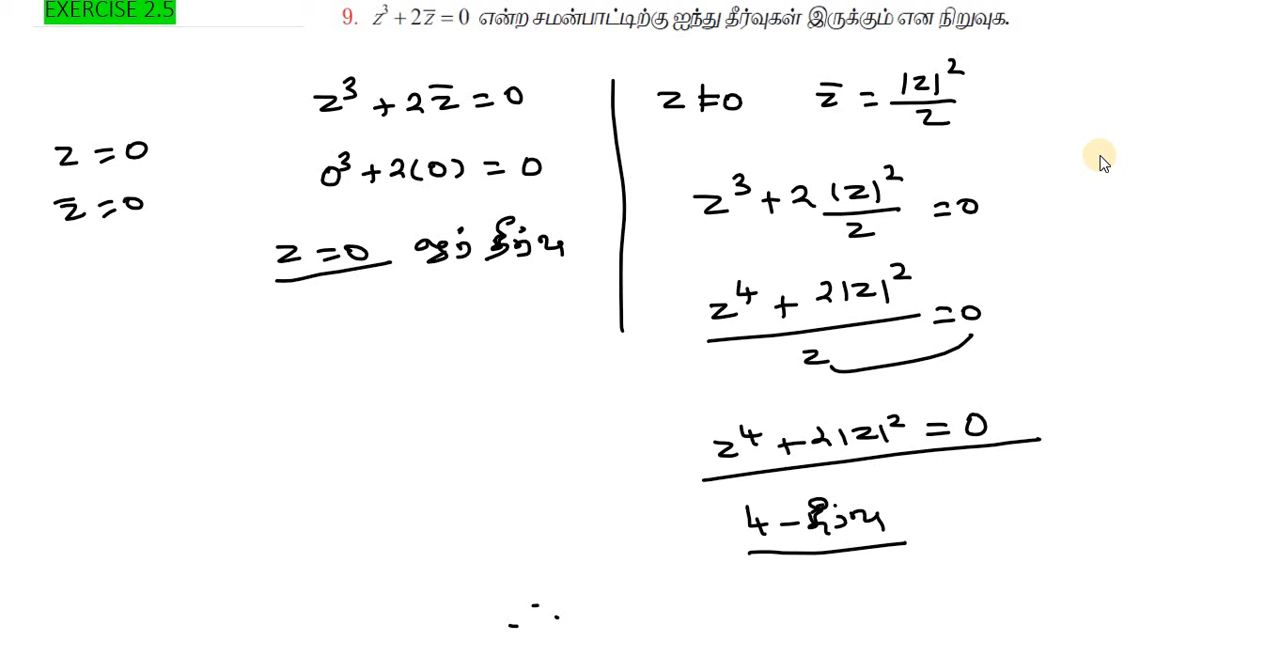 EXERCISE 2.5
9. z³ + 2z̅ = 0 என்ற சமன்பாட்டிற்கு ஐந்து தீர்வுகள் இருக்கும் என நிறுவுக.
z = 0
z̅ = 0
z³ + 2z̅ = 0
0³ + 2(0) = 0
z = 0 ஓர் தீர்வு
z ≠ 0 z̅ = |z|²/z
z³ + 2 |z|²/z = 0
(z⁴ + 2|z|²)/z = 0
z⁴ + 2|z|² = 0
4 – தீர்வு
∴